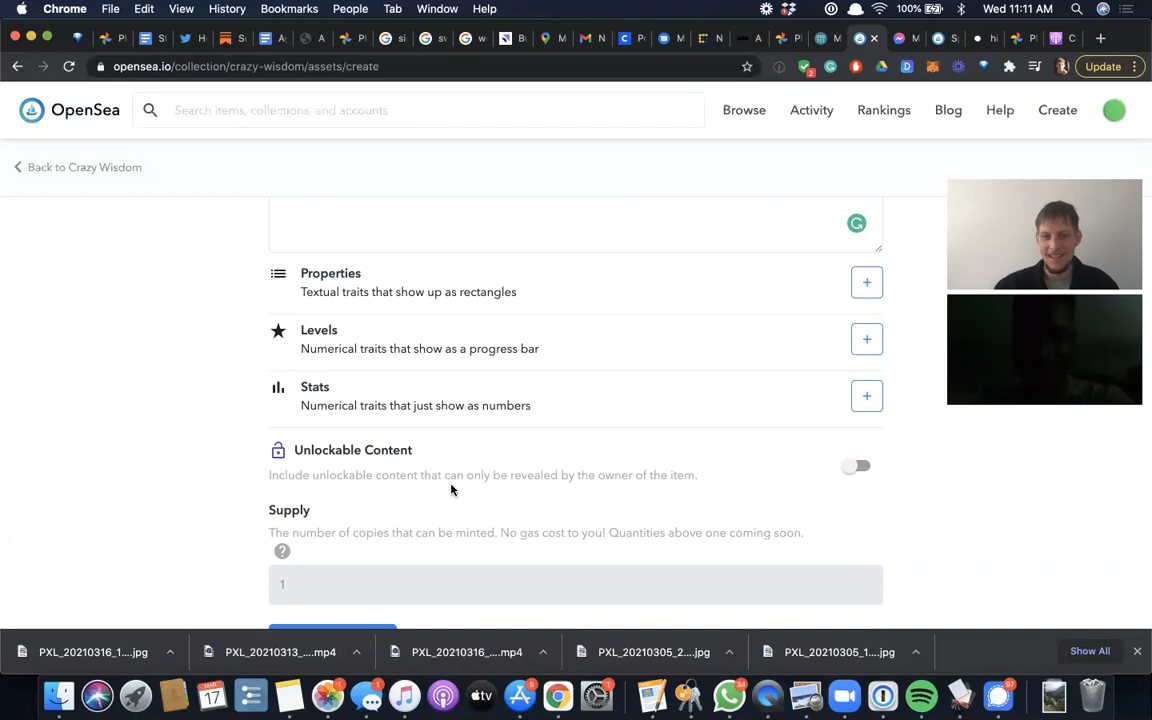 Chrome File Edit View History Bookmarks People Tab Window Help 100% Wed 11:11 AM
opensea.io/collection/crazy-wisdom/assets/create
Update
OpenSea
Search items, collections, and accounts
Browse Activity Rankings Blog Help Create
Back to Crazy Wisdom
Properties
Textual traits that show up as rectangles
Levels
Numerical traits that show as a progress bar
Stats
Numerical traits that just show as numbers
Unlockable Content
Include unlockable content that can only be revealed by the owner of the item.
Supply
The number of copies that can be minted. No gas cost to you! Quantities above one coming soon.
1
PXL_20210316_1....jpg PXL_20210313_....mp4 PXL_20210316_....mp4 PXL_20210305_2....jpg PXL_20210305_1....jpg Show All